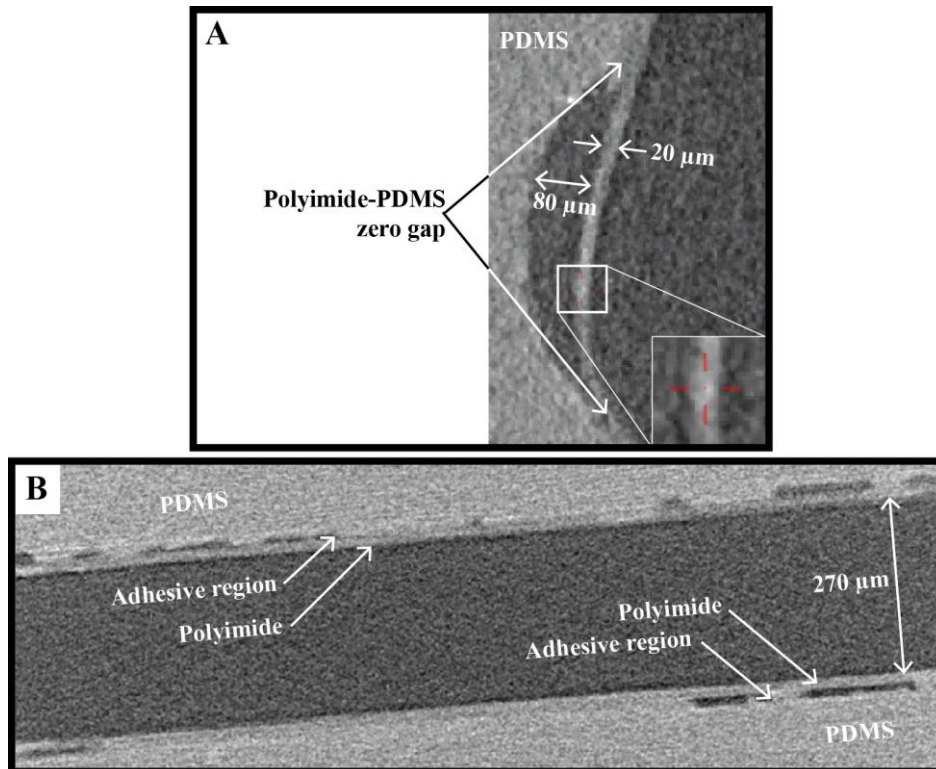 A
PDMS
20 µm
80 µm
Polyimide-PDMS
zero gap
B
PDMS
Adhesive region
Polyimide
270 µm
Polyimide
Adhesive region
PDMS